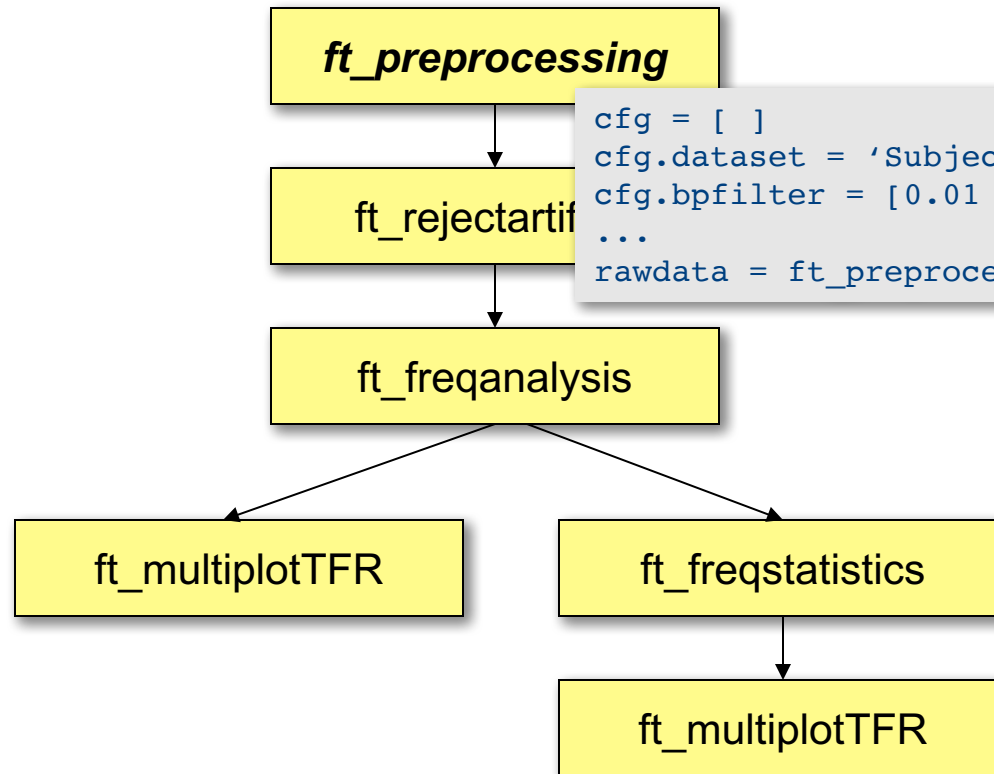 ft_preprocessing
cfg = [ ]
cfg.dataset = ‘Subjec
cfg.bpfilter = [0.01
...
rawdata = ft_preproce
ft_rejectartif
ft_freqanalysis
ft_multiplotTFR
ft_freqstatistics
ft_multiplotTFR